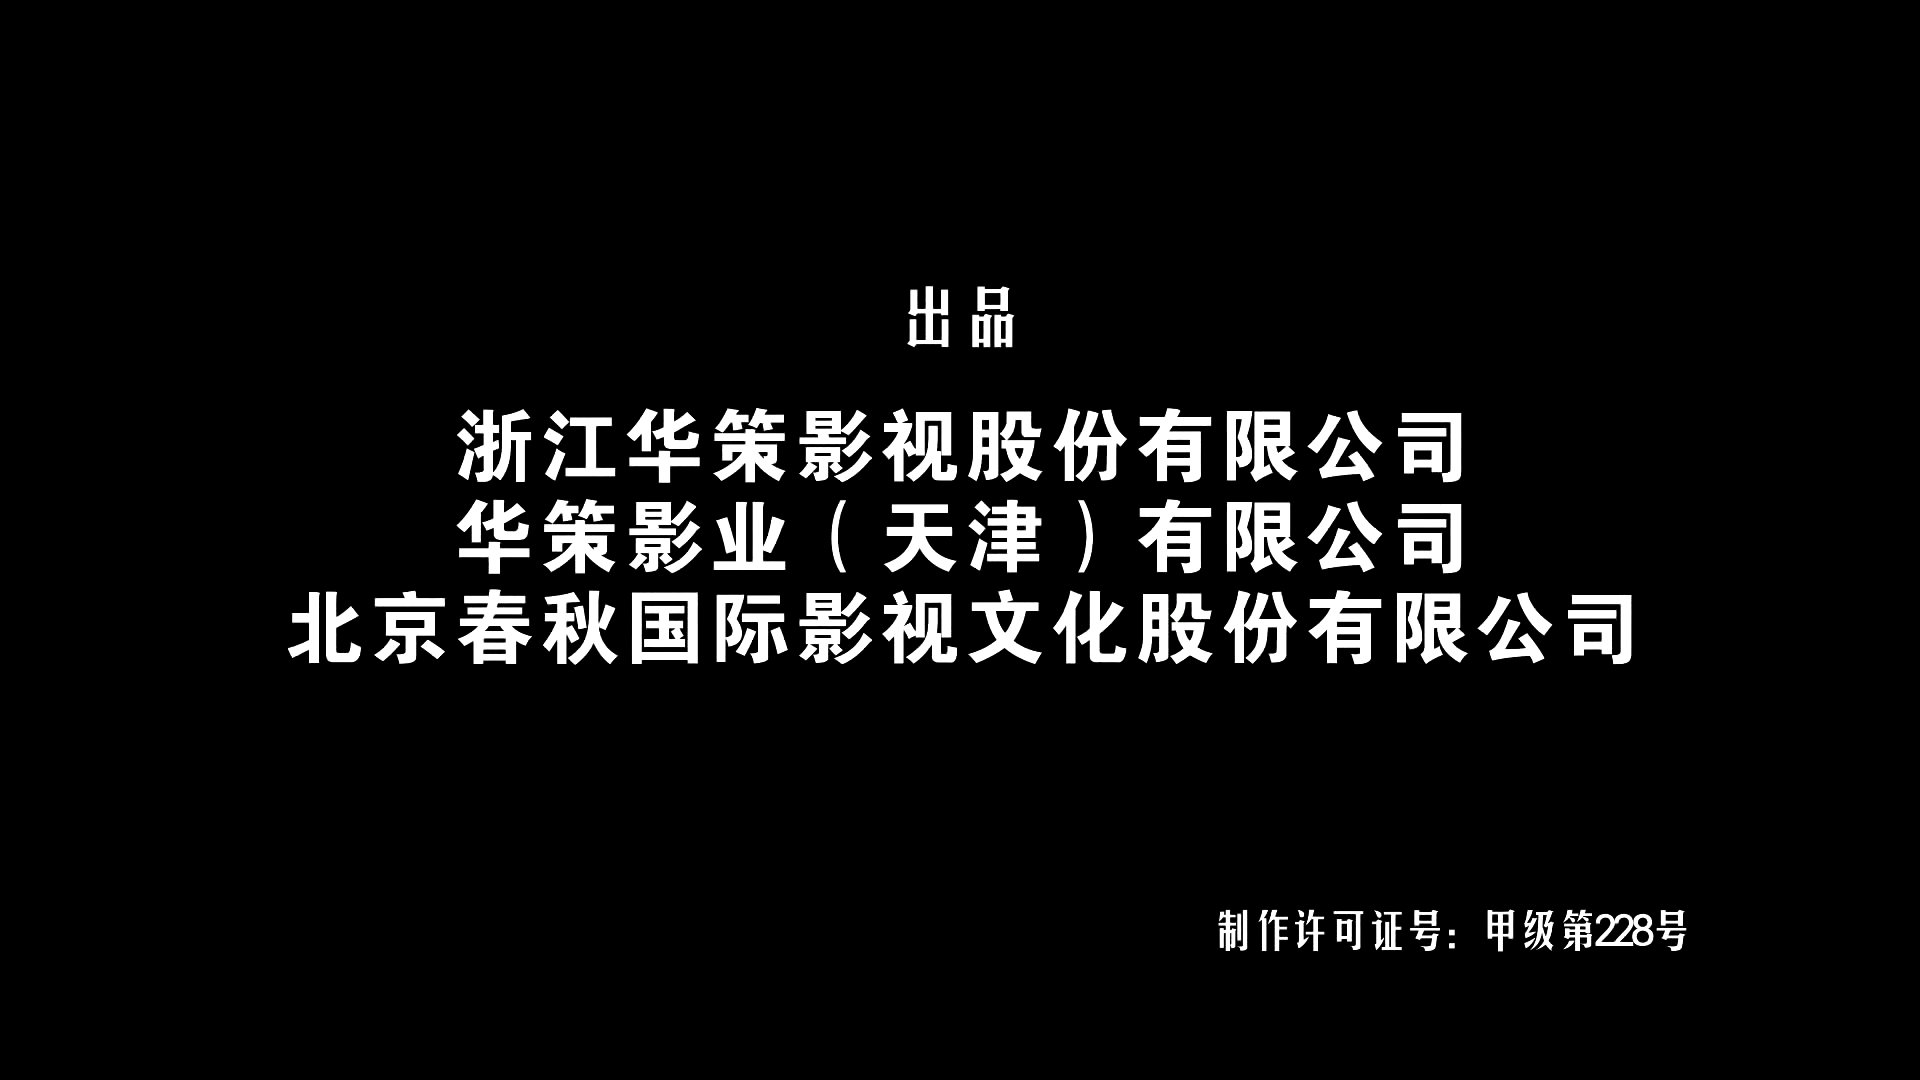 出品
浙江华策影视股份有限公司
华策影业（天津）有限公司
北京春秋国际影视文化股份有限公司
制作许可证号：甲级第228号